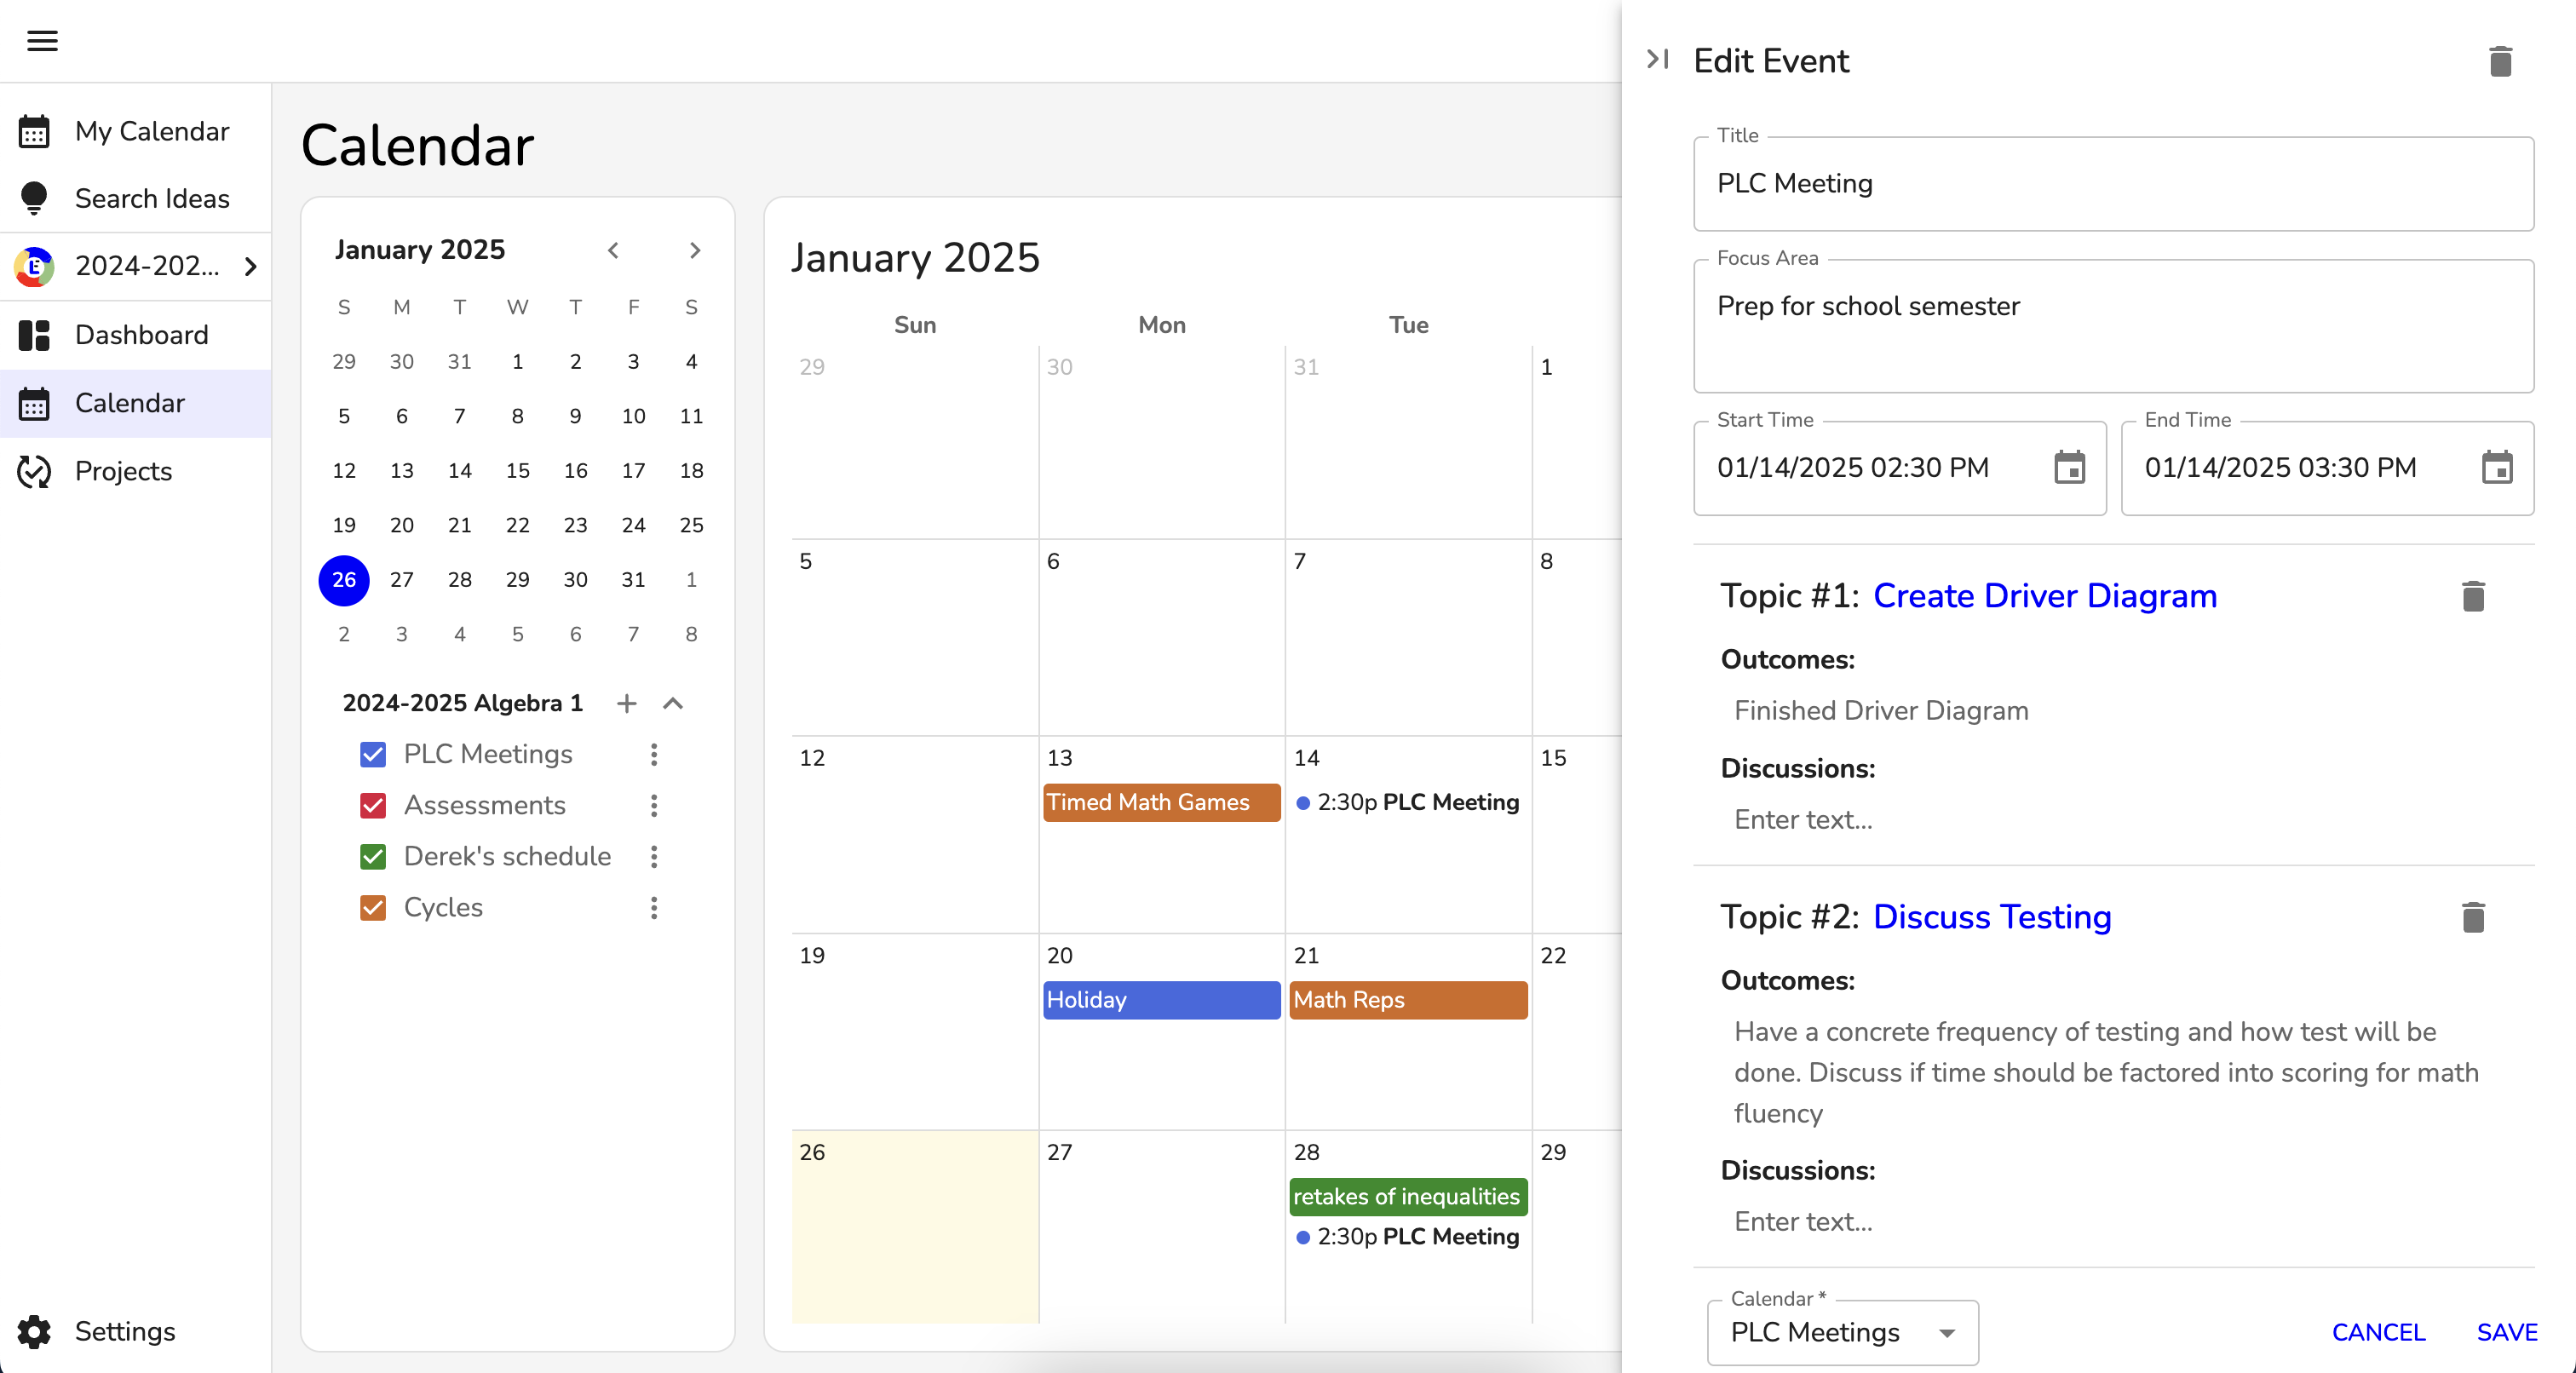 My Calendar
Search Ideas
2024-202...
Dashboard
Calendar
Projects
Settings
Calendar
January 2025
S M T W T F S
29 30 31 1 2 3 4
5 6 7 8 9 10 11
12 13 14 15 16 17 18
19 20 21 22 23 24 25
26 27 28 29 30 31 1
2 3 4 5 6 7 8
2024-2025 Algebra 1
PLC Meetings
Assessments
Derek's schedule
Cycles
January 2025
Sun Mon Tue
29 30 31 1
5 6 7 8
12 13 14 15
Timed Math Games 2:30p PLC Meeting
19 20 21 22
Holiday Math Reps
26 27 28 29
retakes of inequalities
2:30p PLC Meeting
Edit Event
Title
PLC Meeting
Focus Area
Prep for school semester
Start Time End Time
01/14/2025 02:30 PM 01/14/2025 03:30 PM
Topic #1: Create Driver Diagram
Outcomes:
Finished Driver Diagram
Discussions:
Enter text...
Topic #2: Discuss Testing
Outcomes:
Have a concrete frequency of testing and how test will be
done. Discuss if time should be factored into scoring for math
fluency
Discussions:
Enter text...
Calendar *
PLC Meetings CANCEL SAVE